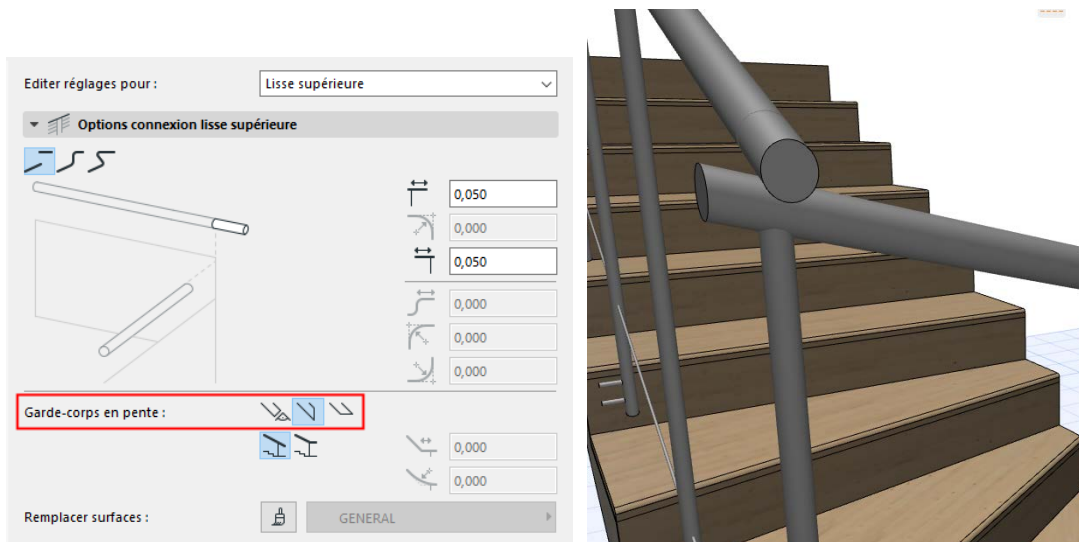 Editer réglages pour :
Lisse supérieure
Options connexion lisse supérieure
0,050
0,000
0,050
0,000
0,000
0,000
Garde-corps en pente :
0,000
0,000
Remplacer surfaces :
GENERAL